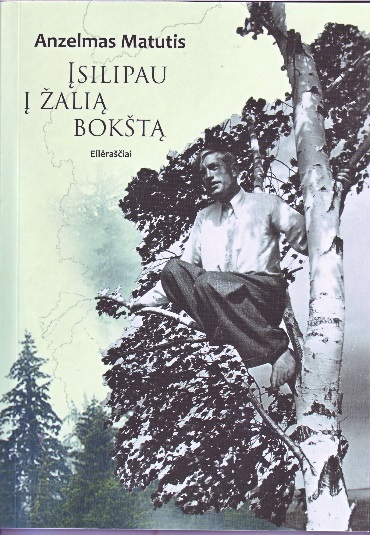 Anzelmas Matutis
ĮSILIPAU
Į ŽALIĄ
BOKŠTĄ
Eilėraščiai